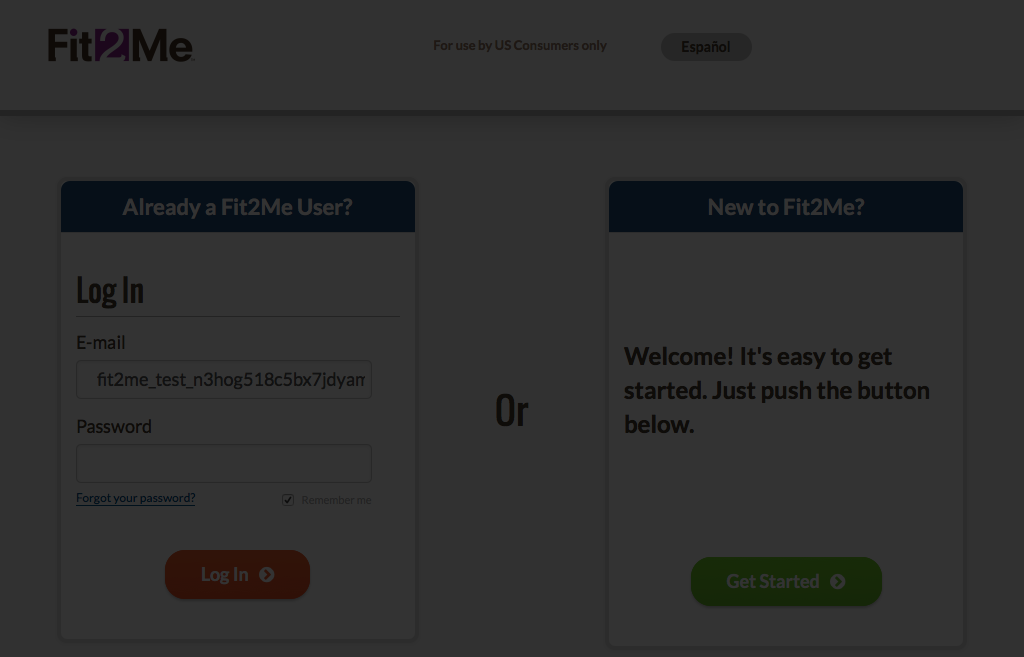 Fit2Me
For use by US Consumers only
Español
Already a Fit2Me User?
Log In
E-mail
fit2me_test_n3hog518c5bx7jdyam
Password
Forgot your password?
Remember me
Log In
Or
New to Fit2Me?
Welcome! It's easy to get
started. Just push the button
below.
Get Started